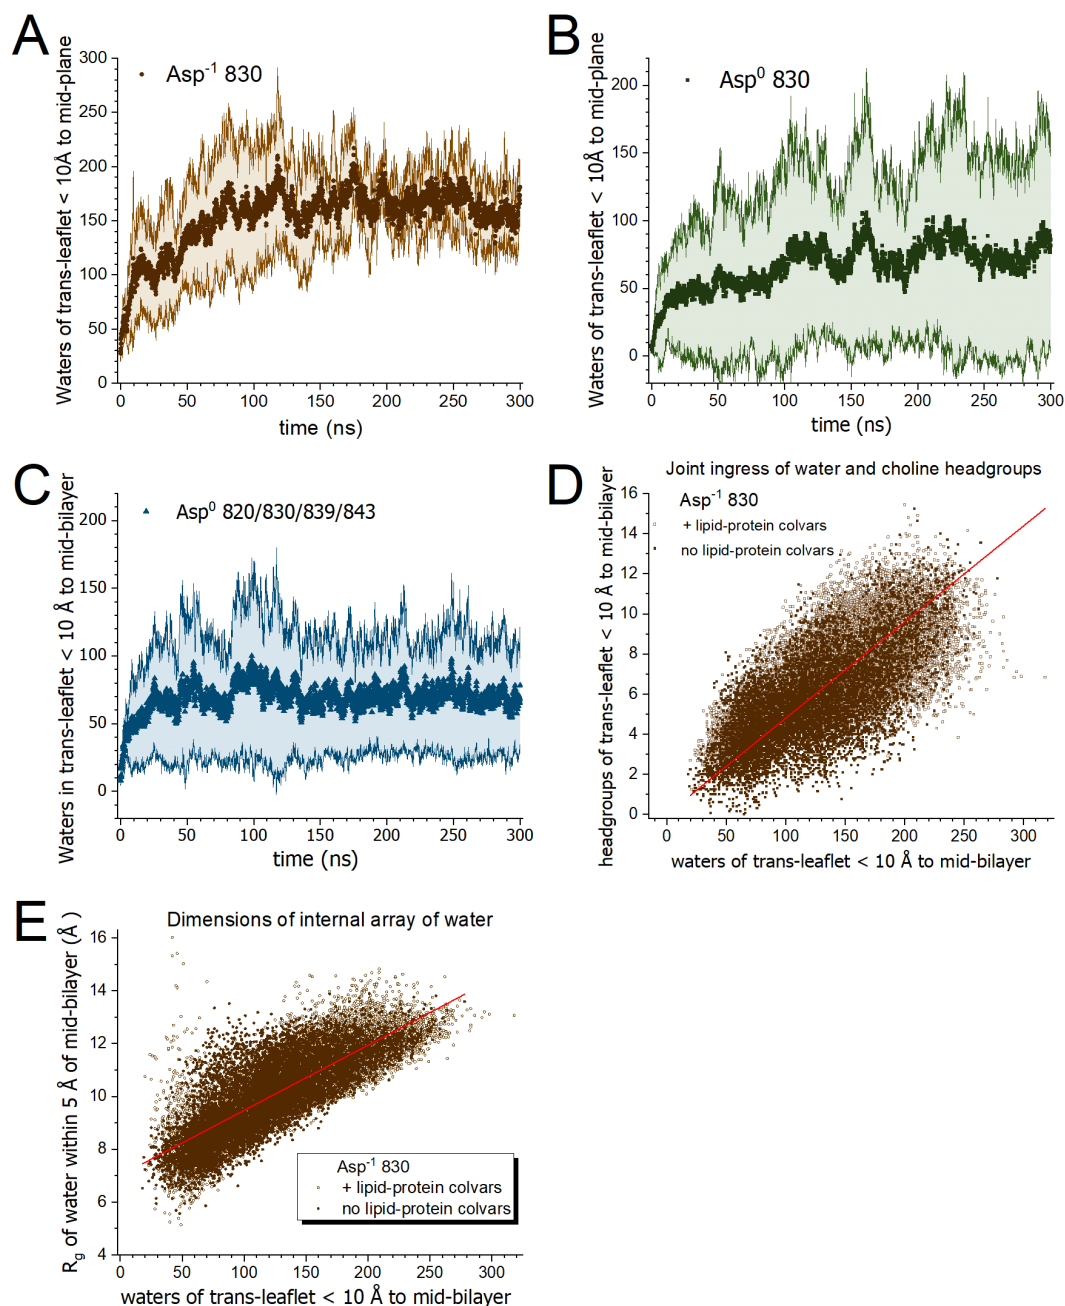 A
Waters of trans-leaflet < 10Å to mid-plane
Asp-1 830
300
250
200
150
100
50
0
0 50 100 150 200 250 300
time (ns)
B
Waters of trans-leaflet < 10Å to mid-plane
Asp0 830
200
150
100
50
0
0 50 100 150 200 250 300
time (ns)
C
Waters in trans-leaflet < 10 Å to mid-bilayer
Asp0 820/830/839/843
200
150
100
50
0
0 50 100 150 200 250 300
time (ns)
D
Joint ingress of water and choline headgroups
headgroups of trans-leaflet < 10 Å to mid-bilayer
Asp-1 830
+ lipid-protein colvars
no lipid-protein colvars
16
14
12
10
8
6
4
2
0
0 50 100 150 200 250 300
waters of trans-leaflet < 10 Å to mid-bilayer
E
Dimensions of internal array of water
Rg of water within 5 Å of mid-bilayer (Å )
16
14
12
10
8
6
4
Asp-1 830
+ lipid-protein colvars
no lipid-protein colvars
0 50 100 150 200 250 300
waters of trans-leaflet < 10 Å to mid-bilayer